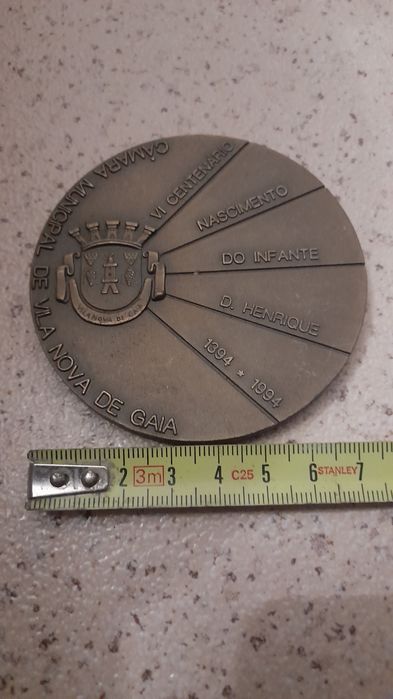 CÂMARA MUNICIPAL DE VILA NOVA DE GAIA
VI CENTENÁRIO
NASCIMENTO
DO INFANTE
D. HENRIQUE
1394 * 1994
VILA NOVA DE GAIA
2 3m 3 4 C25 5 6 STANLEY 7